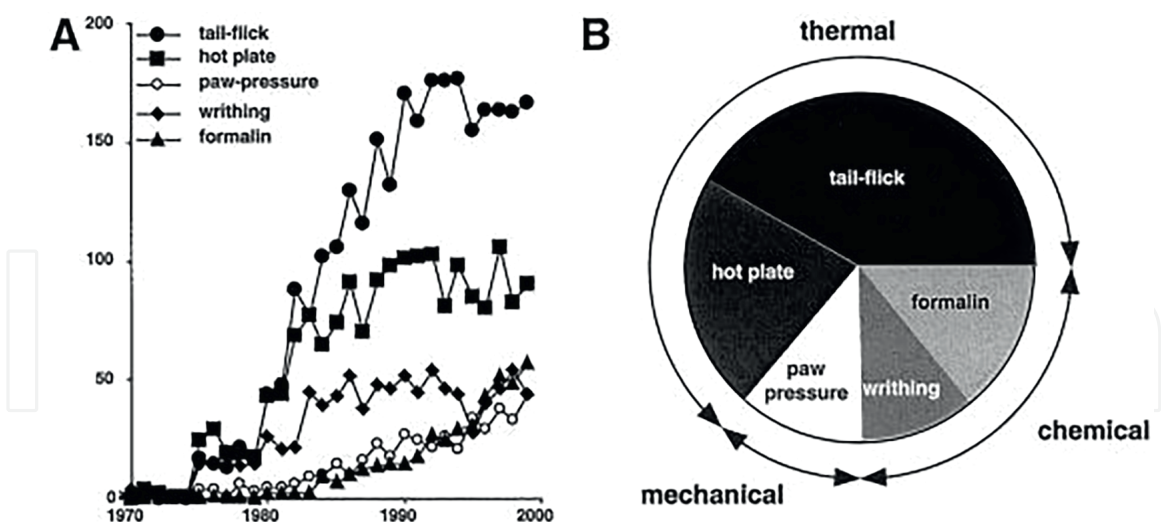 A
200
150
100
50
0
1970
1980
1990
2000
tail-flick
hot plate
paw-pressure
writhing
formalin
B
thermal
tail-flick
hot plate
formalin
paw
pressure
writhing
chemical
mechanical